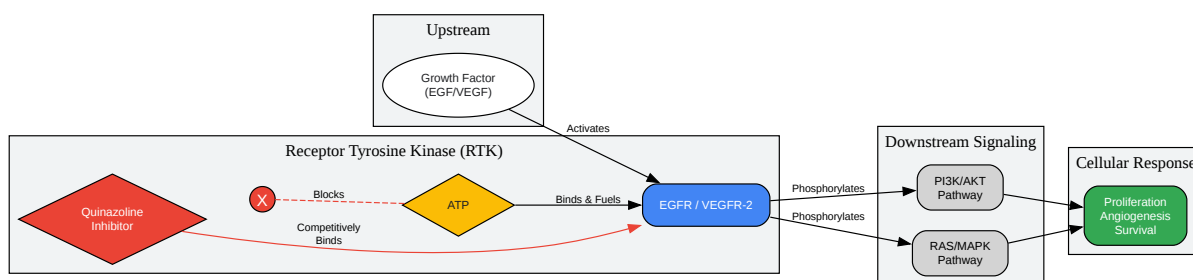 Upstream
Growth Factor
(EGF/VEGF)
Activates
Receptor Tyrosine Kinase (RTK)
Quinazoline
Inhibitor
X
Blocks
ATP
Binds & Fuels
EGFR / VEGFR-2
Competitively
Binds
Phosphorylates
Phosphorylates
Downstream Signaling
PI3K/AKT
Pathway
RAS/MAPK
Pathway
Cellular Response
Proliferation
Angiogenesis
Survival